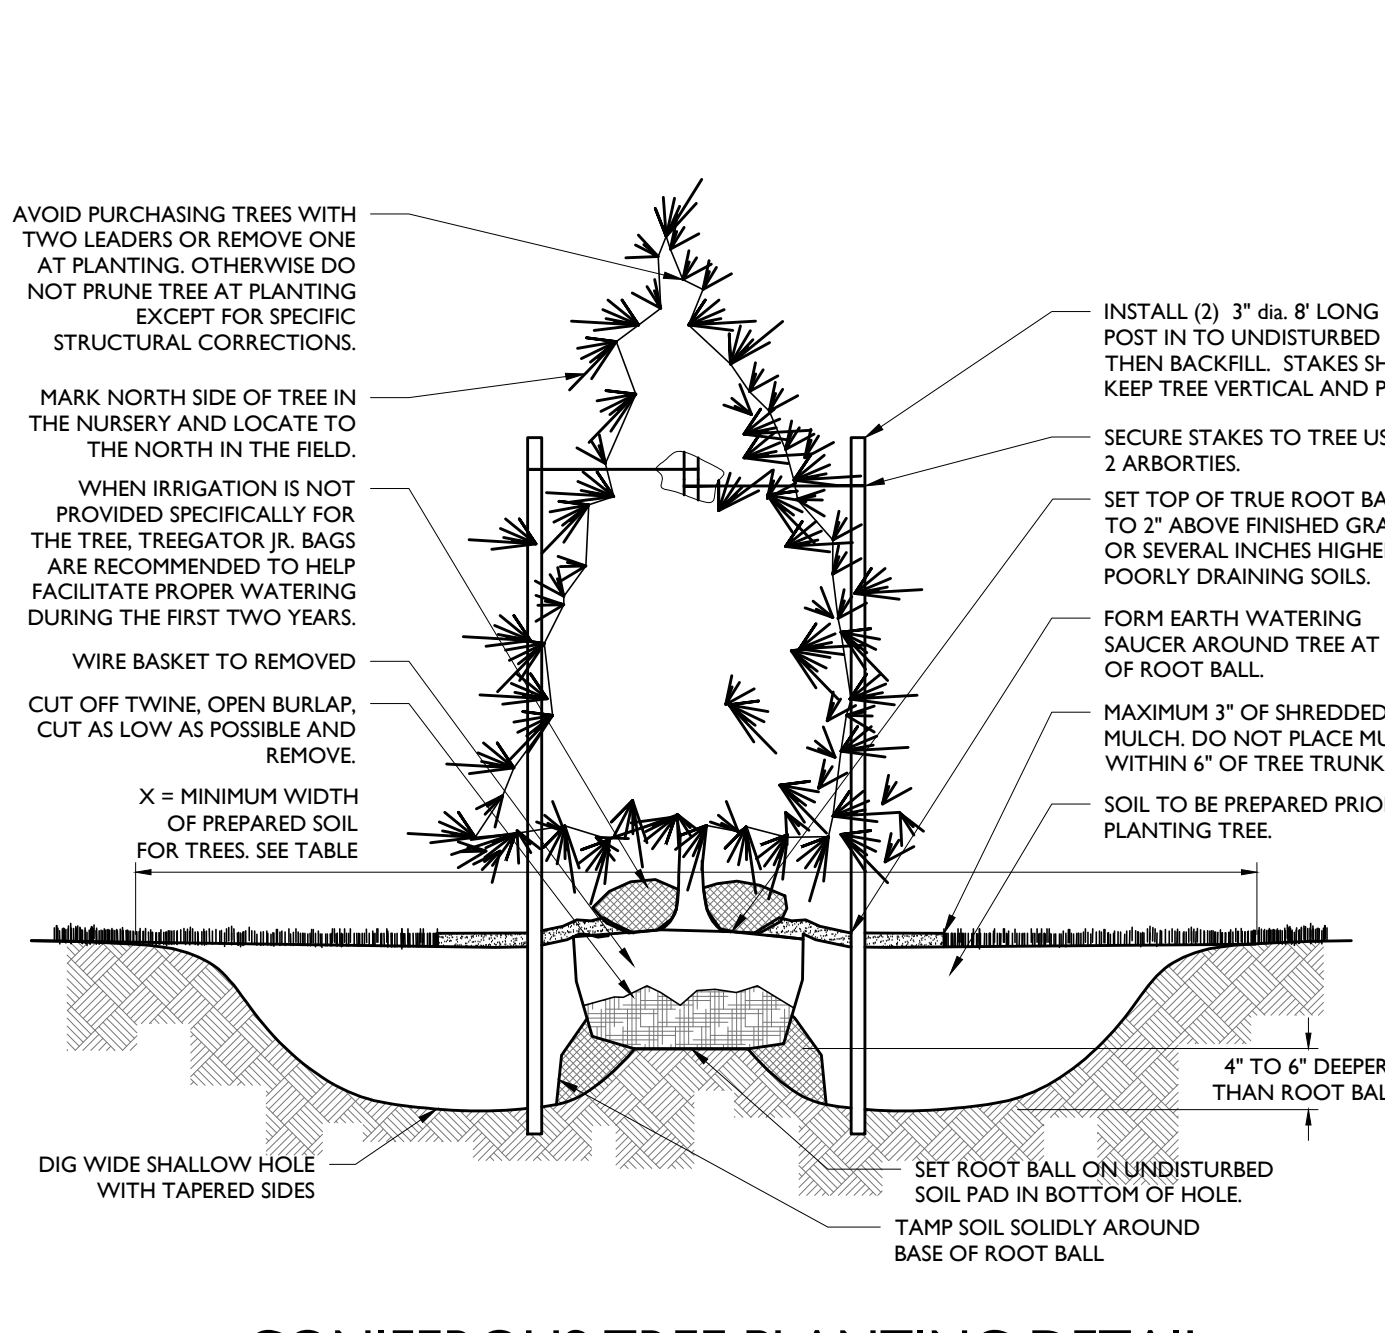 AVOID PURCHASING TREES WITH
TWO LEADERS OR REMOVE ONE
AT PLANTING. OTHERWISE DO
NOT PRUNE TREE AT PLANTING
EXCEPT FOR SPECIFIC
STRUCTURAL CORRECTIONS.
MARK NORTH SIDE OF TREE IN
THE NURSERY AND LOCATE TO
THE NORTH IN THE FIELD.
WHEN IRRIGATION IS NOT
PROVIDED SPECIFICALLY FOR
THE TREE, TREEGATOR JR. BAGS
ARE RECOMMENDED TO HELP
FACILITATE PROPER WATERING
DURING THE FIRST TWO YEARS.
WIRE BASKET TO REMOVED
CUT OFF TWINE, OPEN BURLAP,
CUT AS LOW AS POSSIBLE AND
REMOVE.
X = MINIMUM WIDTH
OF PREPARED SOIL
FOR TREES. SEE TABLE
DIG WIDE SHALLOW HOLE
WITH TAPERED SIDES
INSTALL (2) 3" dia. 8' LONG
POST IN TO UNDISTURBED
THEN BACKFILL. STAKES
KEEP TREE VERTICAL AND
SECURE STAKES TO TREE
2 ARBORTIES.
SET TOP OF TRUE ROOT
TO 2" ABOVE FINISHED
OR SEVERAL INCHES
POORLY DRAINING SOILS.
FORM EARTH WATERING
SAUCER AROUND TREE AT
OF ROOT BALL.
MAXIMUM 3" OF SHREDDED
MULCH. DO NOT PLACE
WITHIN 6" OF TREE TRUNK
SOIL TO BE PREPARED
PLANTING TREE.
4" TO 6" DEEPER
THAN ROOT
SET ROOT BALL ON UNDISTURBED
SOIL PAD IN BOTTOM OF HOLE.
TAMP SOIL SOLIDLY AROUND
BASE OF ROOT BALL
CONIFEROUS TREE PLANTING DETAIL